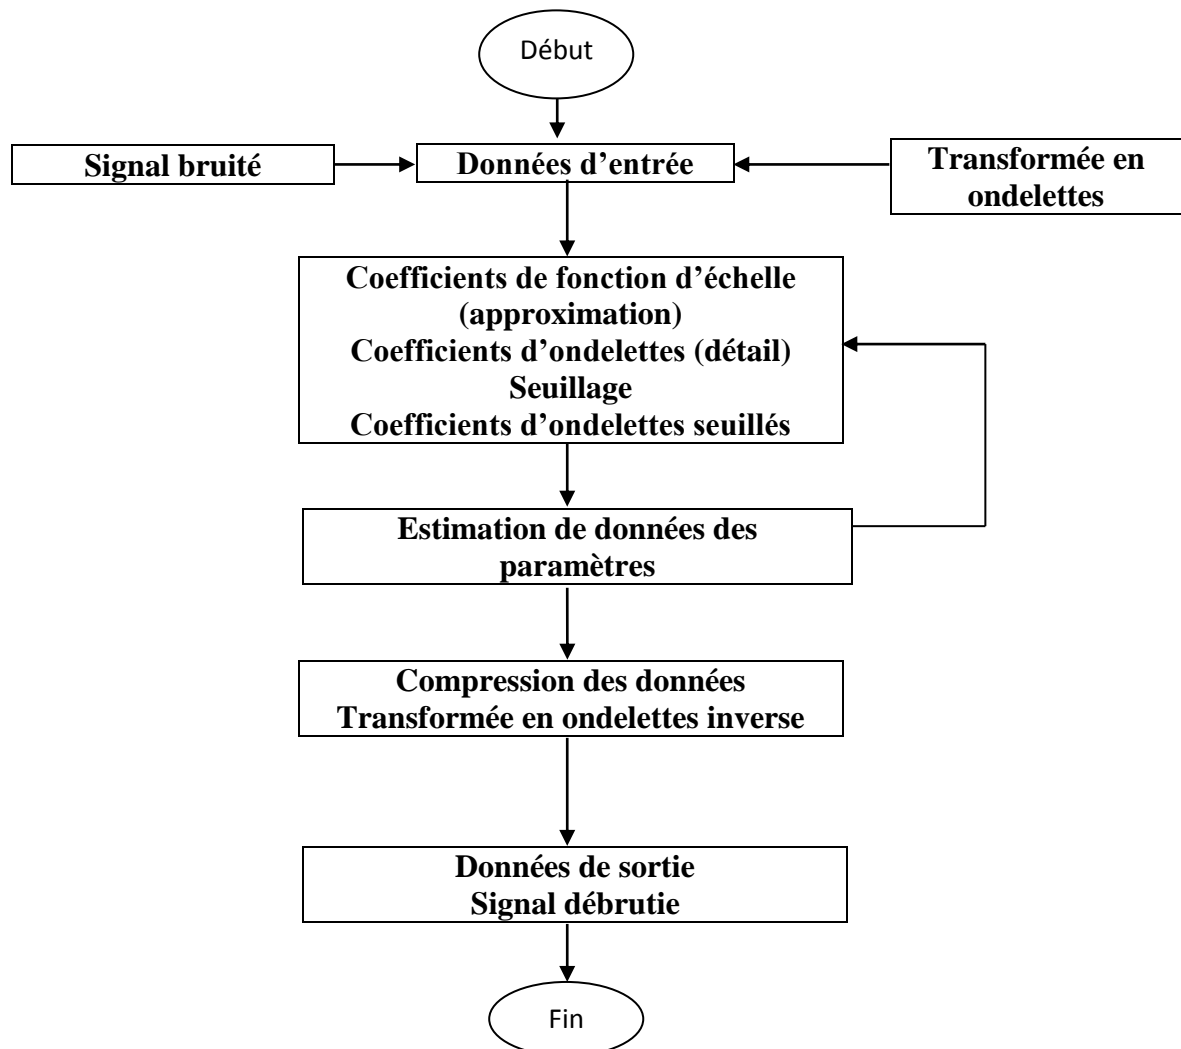 Début
Signal bruité
Données d’entrée
Transformée en
ondelettes
Coefficients de fonction d’échelle
(approximation)
Coefficients d’ondelettes (détail)
Seuillage
Coefficients d’ondelettes seuillés
Estimation de données des
paramètres
Compression des données
Transformée en ondelettes inverse
Données de sortie
Signal débrutie
Fin